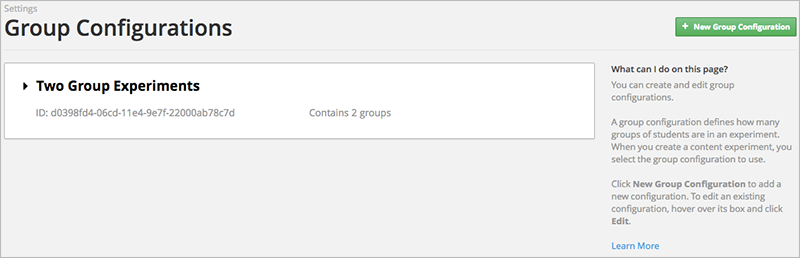 Settings
Group Configurations
+ New Group Configuration
Two Group Experiments
ID: d0398fd4-06cd-11e4-9e7f-22000ab78c7d
Contains 2 groups
What can I do on this page?
You can create and edit group
configurations.
A group configuration defines how many
groups of students are in an experiment.
When you create a content experiment, you
select the group configuration to use.
Click New Group Configuration to add a
new configuration. To edit an existing
configuration, hover over its box and click
Edit.
Learn More